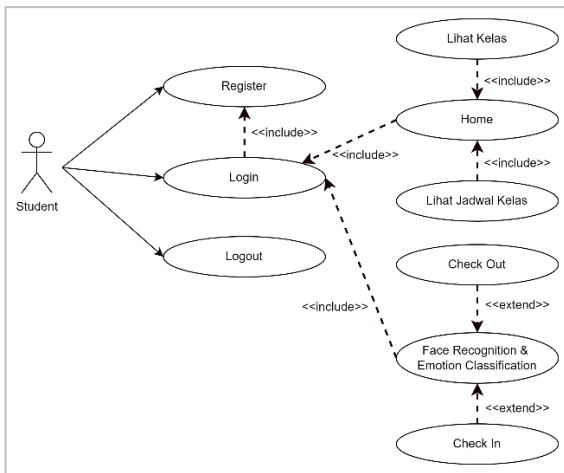 Lihat Kelas
<<include>>
Register
Home
<<include>>
<<include>>
<<include>>
Student
Login
Lihat Jadwal Kelas
Logout
Check Out
<<include>>
<<extend>>
Face Recognition &
Emotion Classification
<<extend>>
Check In